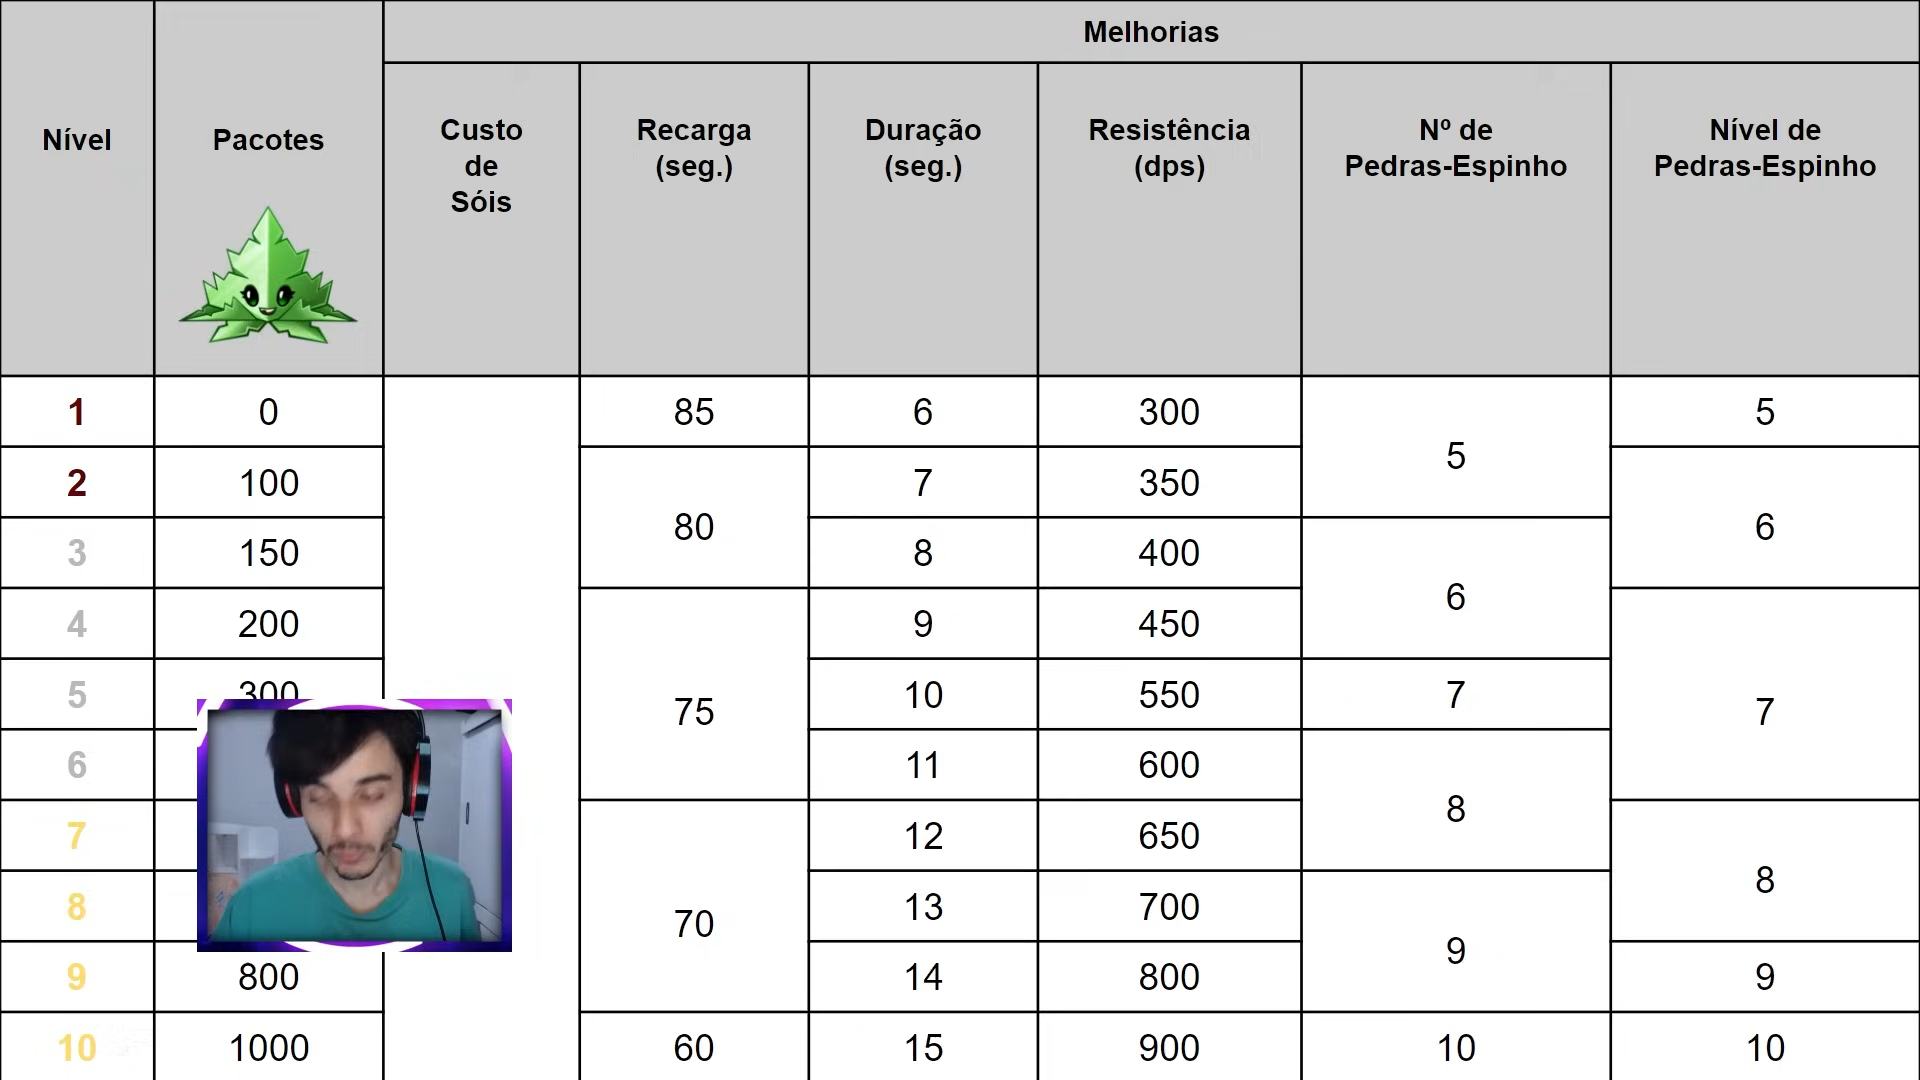 Melhorias
Nível
Pacotes
Custo
de
Sóis
Recarga
(seg.)
Duração
(seg.)
Resistência
(dps)
Nº de
Pedras-Espinho
Nível de
Pedras-Espinho
1 0 85 6 300 5 5
2 100 80 7 350 6
3 150 8 400 6
4 200 75 9 450 7
5 300 10 550 7
6 11 600 8
7 70 12 650 8
8 13 700 9
9 800 14 800 9
10 1000 60 15 900 10 10